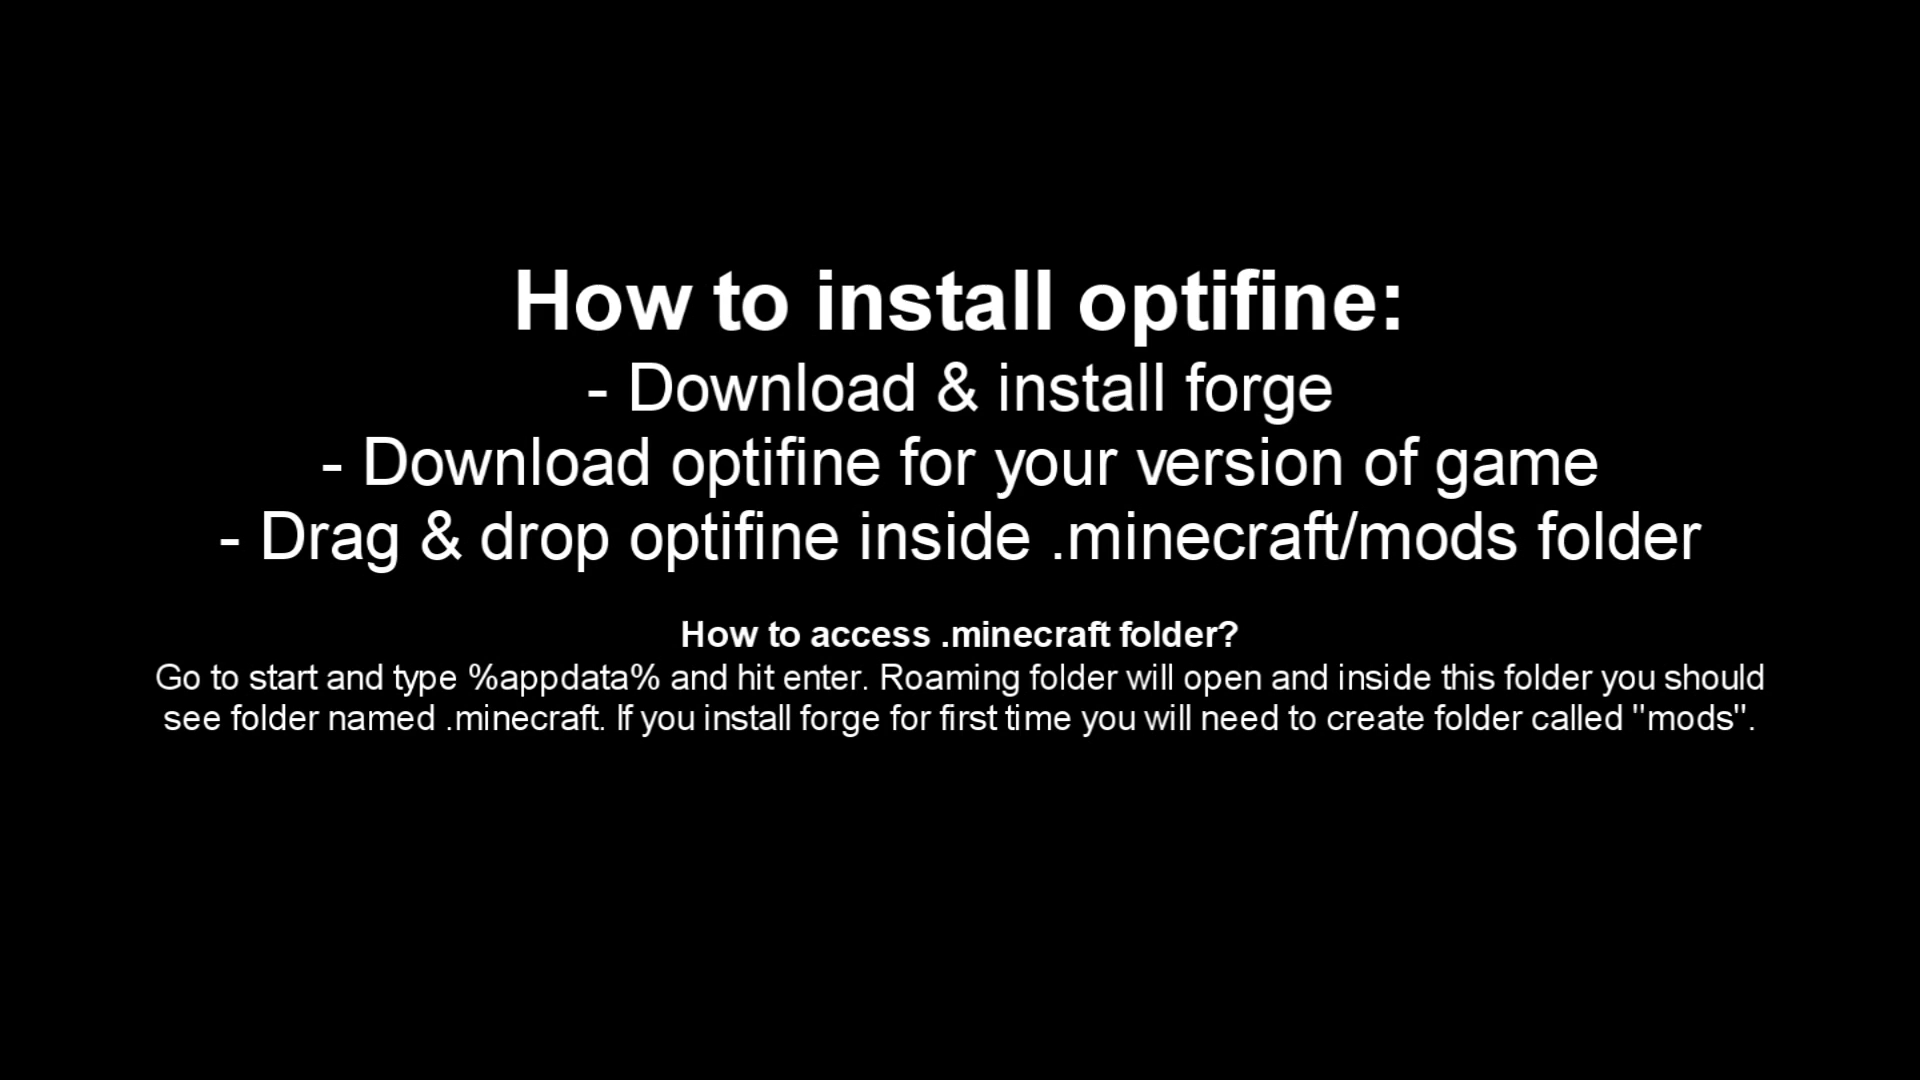 How to install optifine:
- Download & install forge
- Download optifine for your version of game
- Drag & drop optifine inside .minecraft/mods folder
How to access .minecraft folder?
Go to start and type %appdata% and hit enter. Roaming folder will open and inside this folder you should
see folder named .minecraft. If you install forge for first time you will need to create folder called "mods".